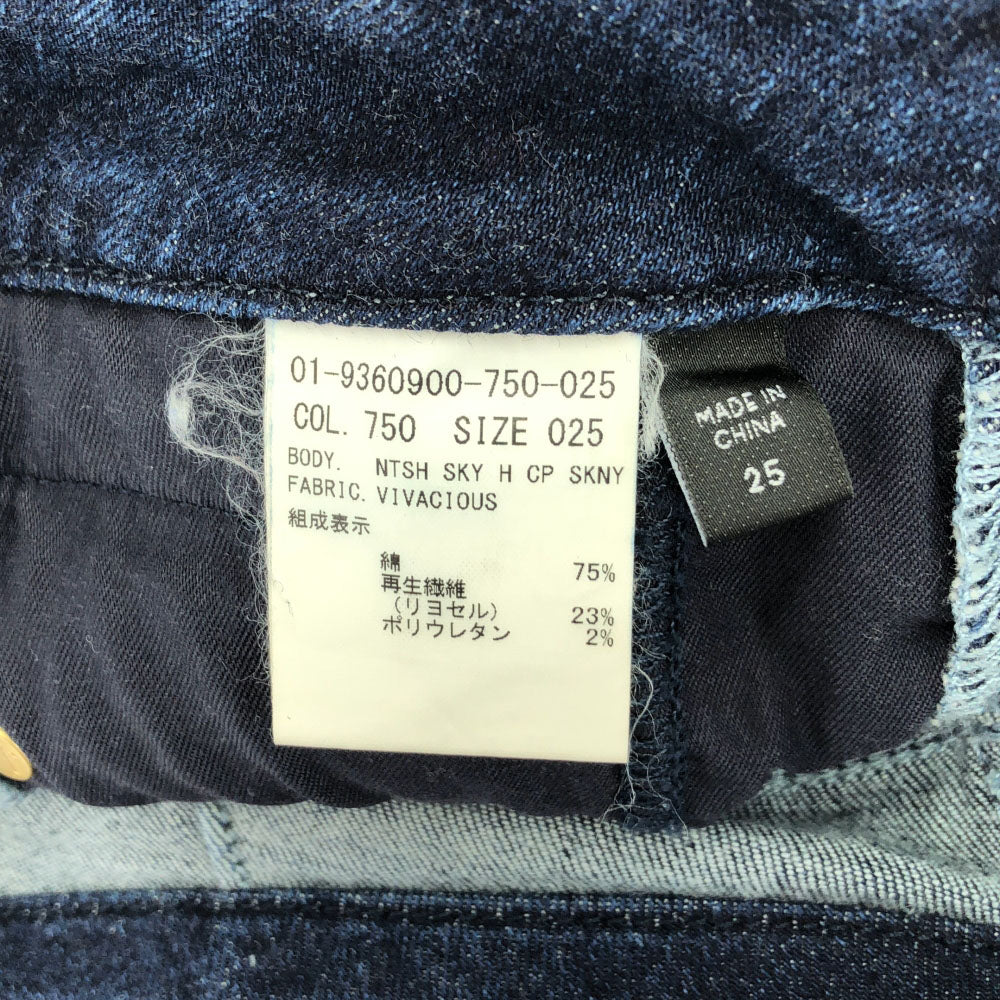 01-9360900-750-025
COL. 750 SIZE 025
BODY. NTSH SKY H CP SKNY
FABRIC. VIVACIOUS
組成表示
綿 75%
再生繊維
(リヨセル) 23%
ポリウレタン 2%
MADE IN
CHINA
25